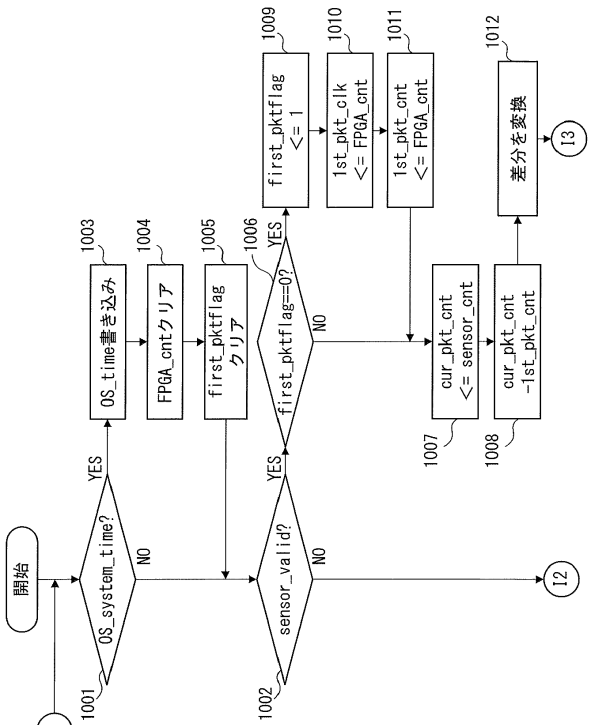 開始
OS_system_time?
1001
YES
NO
OS_time書き込み
1003
FPGA_cntクリア
1004
first_pktflag
クリア
1005
sensor_valid?
1002
YES
NO
first_pktflag==0?
1006
YES
NO
first_pktflag
<= 1
1009
1st_pkt_clk
<= FPGA_cnt
1010
1st_pkt_cnt
<= FPGA_cnt
1011
cur_pkt_cnt
<= sensor_cnt
1007
cur_pkt_cnt
-1st_pkt_cnt
1008
差分を変換
1012
I2
I3